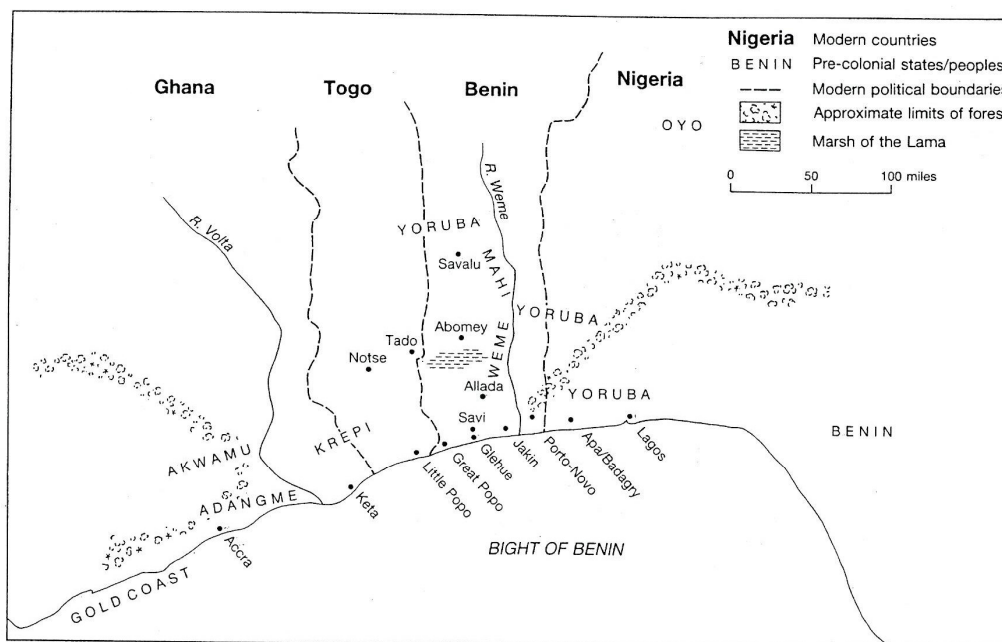 Nigeria Modern countries
BENIN Pre-colonial states/peoples
Modern political boundaries
Approximate limits of fores
Marsh of the Lama
0 50 100 miles
Ghana
Togo
Benin
Nigeria
OYO
R. Volta
R. Weme
YORUBA
Savalu
MAHI
YORUBA
Tado
Abomey
Notse
WEME
Allada
YORUBA
Savi
BENIN
KREPI
AKWAMU
ADANGME
Keta
Little Popo
Great Popo
Glehue
Jakin
Porto-Novo
Apa/Badagry
Lagos
Accra
GOLD COAST
BIGHT OF BENIN